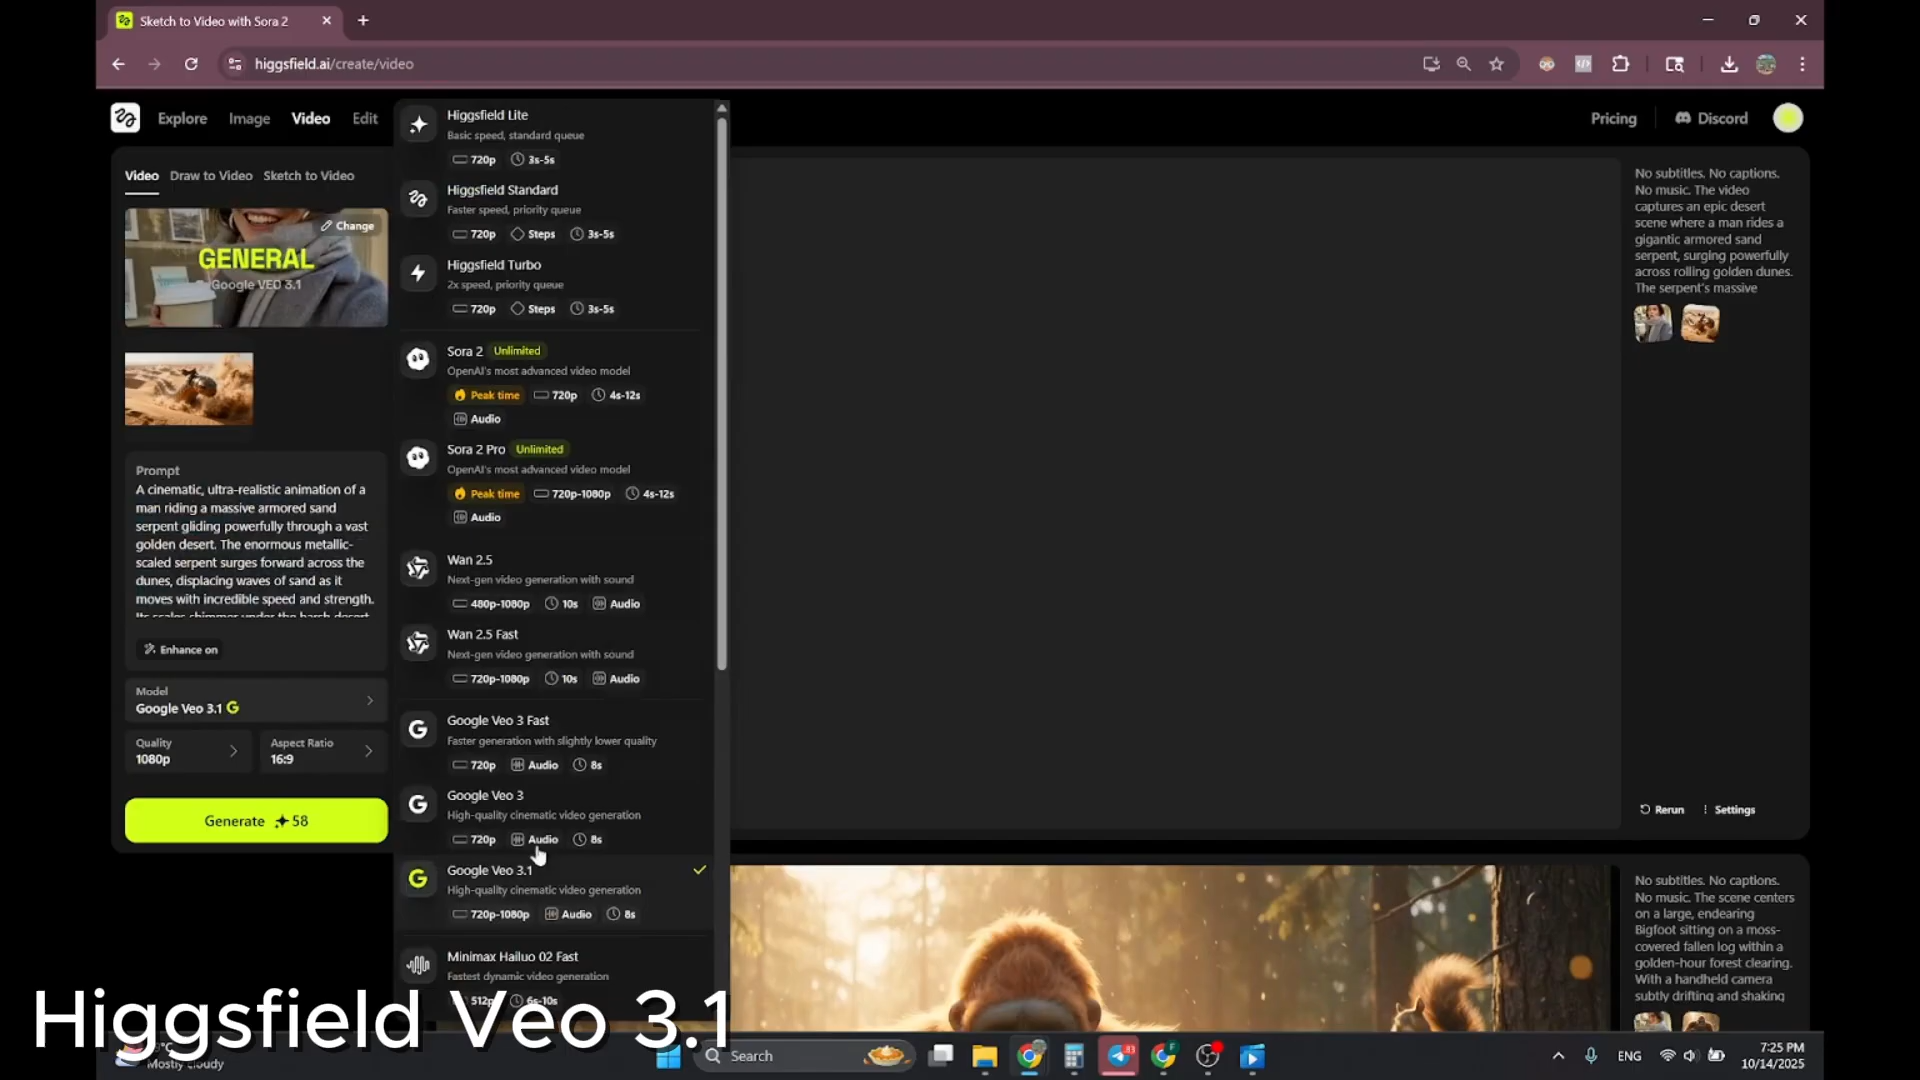 Sketch to Video with Sora 2
higgsfield.ai/create/video
Explore
Image
Video
Edit
Pricing
Discord
Video
Draw to Video
Sketch to Video
Change
GENERAL
Google VEO 3.1
Prompt
A cinematic, ultra-realistic animation of a
man riding a massive armored sand
serpent gliding powerfully through a vast
golden desert. The enormous metallic-
scaled serpent surges forward across the
dunes, displacing waves of sand as it
moves with incredible speed and strength.
Its scales shimmer under the harsh desert
Enhance on
Model
Google Veo 3.1
Quality
1080p
Aspect Ratio
16:9
Generate 58
Higgsfield Lite
Basic speed, standard queue
720p 3s-5s
Higgsfield Standard
Faster speed, priority queue
720p Steps 3s-5s
Higgsfield Turbo
2x speed, priority queue
720p Steps 3s-5s
Sora 2 Unlimited
OpenAI's most advanced video model
Peak time 720p 4s-12s
Audio
Sora 2 Pro Unlimited
OpenAI's most advanced video model
Peak time 720p-1080p 4s-12s
Audio
Wan 2.5
Next-gen video generation with sound
480p-1080p 10s Audio
Wan 2.5 Fast
Next-gen video generation with sound
720p-1080p 10s Audio
Google Veo 3 Fast
Faster generation with slightly lower quality
720p Audio 8s
Google Veo 3
High-quality cinematic video generation
720p Audio 8s
Google Veo 3.1
High-quality cinematic video generation
720p-1080p Audio 8s
Minimax Hailuo 02 Fast
Fastest dynamic video generation
512p 6s-10s
No subtitles. No captions.
No music. The video
captures an epic desert
scene where a man rides a
gigantic armored sand
serpent, surging powerfully
across rolling golden dunes.
The serpent's massive
Rerun
Settings
No subtitles. No captions.
No music. The scene centers
on a large, endearing
Bigfoot sitting on a moss-
covered fallen log within a
golden-hour forest clearing.
With a handheld camera
subtly drifting and shaking
Higgsfield Veo 3.1
Mostly cloudy
Search
ENG
7:25 PM
10/14/2025